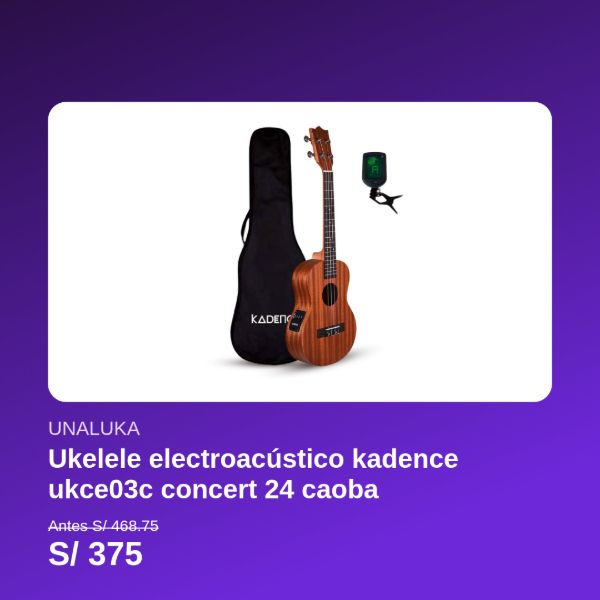 KADENC
UNALUKA
Ukelele electroacústico kadence
ukce03c concert 24 caoba
Antes S/ 468.75
S/ 375